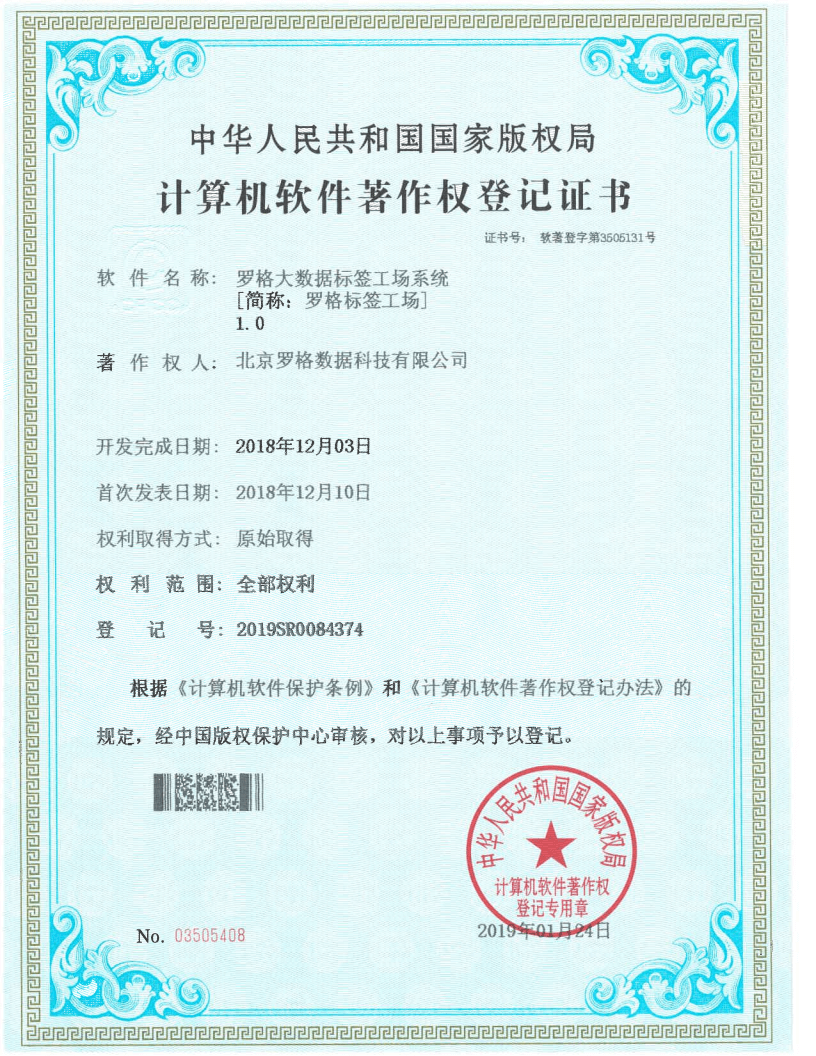 中华人民共和国国家版权局
计算机软件著作权登记证书
证书号： 软著登字第3505131号
软 件 名 称： 罗格大数据标签工场系统
[简称：罗格标签工场]
1.0
著 作 权 人： 北京罗格数据科技有限公司
开发完成日期： 2018年12月03日
首次发表日期： 2018年12月10日
权利取得方式： 原始取得
权 利 范 围： 全部权利
登 记 号： 2019SR0084374
根据《计算机软件保护条例》和《计算机软件著作权登记办法》的
规定，经中国版权保护中心审核，对以上事项予以登记。
中华人民共和国国家版权局
计算机软件著作权
登记专用章
No. 03505408
2019年01月24日